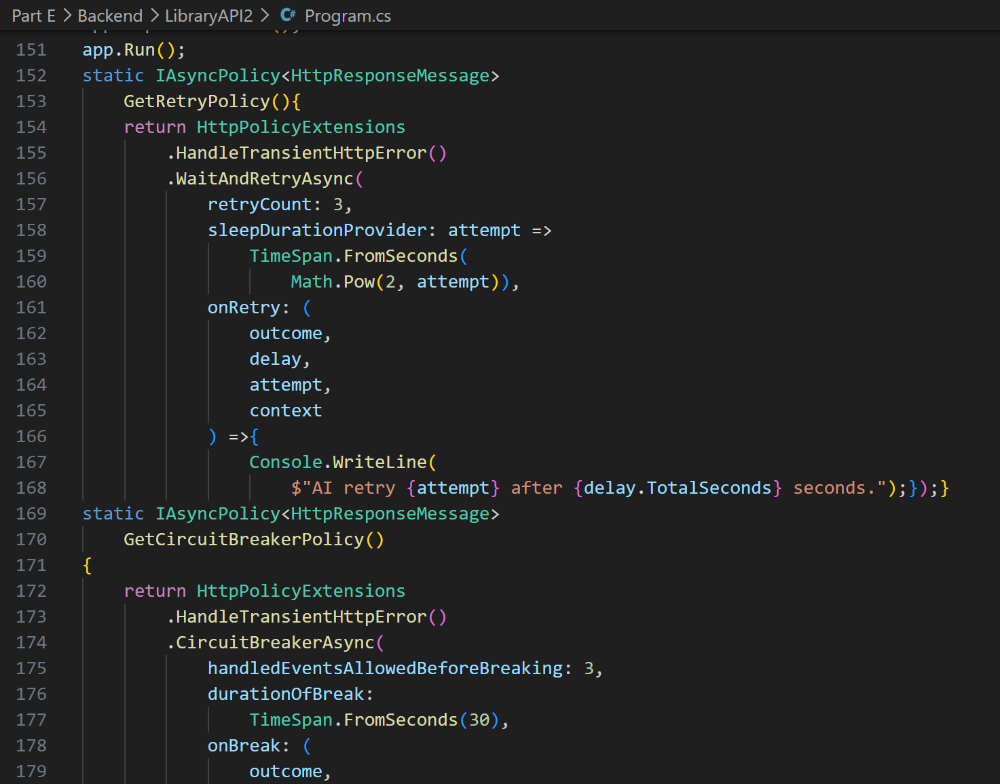 Part E > Backend > LibraryAPI2 > C# Program.cs
151 app.Run();
152 static IAsyncPolicy<HttpResponseMessage>
153     GetRetryPolicy(){
154     return HttpPolicyExtensions
155         .HandleTransientHttpError()
156         .WaitAndRetryAsync(
157             retryCount: 3,
158             sleepDurationProvider: attempt =>
159                 TimeSpan.FromSeconds(
160                     Math.Pow(2, attempt)),
161             onRetry: (
162                 outcome,
163                 delay,
164                 attempt,
165                 context
166             ) =>{
167                 Console.WriteLine(
168                     $"AI retry {attempt} after {delay.TotalSeconds} seconds.");});}
169 static IAsyncPolicy<HttpResponseMessage>
170     GetCircuitBreakerPolicy()
171 {
172     return HttpPolicyExtensions
173         .HandleTransientHttpError()
174         .CircuitBreakerAsync(
175             handledEventsAllowedBeforeBreaking: 3,
176             durationOfBreak:
177                 TimeSpan.FromSeconds(30),
178             onBreak: (
179                 outcome,